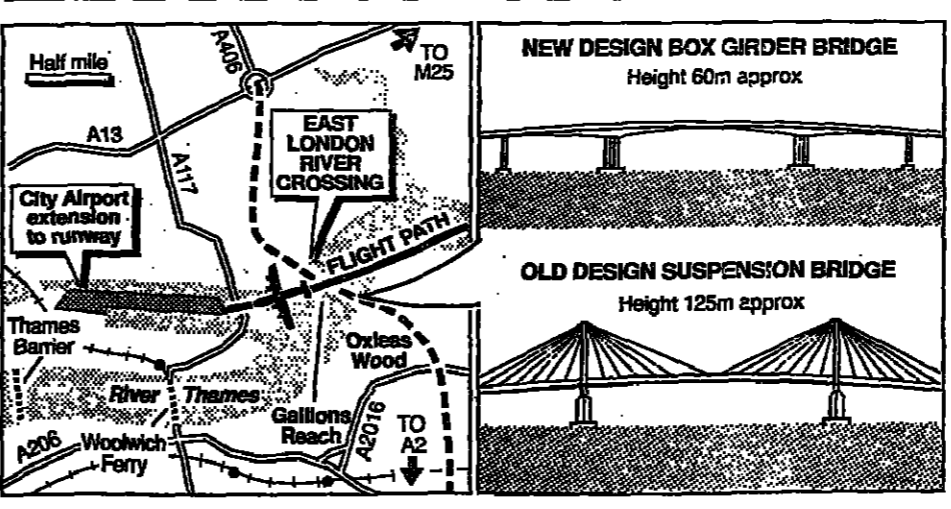 Half mile
A406
TO
M25
A13
A117
EAST
LONDON
RIVER
CROSSING
City Airport
extension
to runway
FLIGHT PATH
Thames
Barrier
Oxleas
Wood
River Thames
Gallions
Reach
A2016
TO
A2
A206
Woolwich
Ferry
NEW DESIGN BOX GIRDER BRIDGE
Height 60m approx
OLD DESIGN SUSPENSION BRIDGE
Height 125m approx